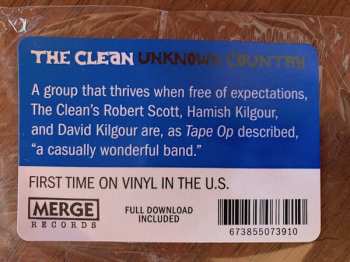 THE CLEAN UNKNOWN COUNTRY
A group that thrives when free of expectations,
The Clean's Robert Scott, Hamish Kilgour,
and David Kilgour are, as Tape Op described,
"a casually wonderful band."
FIRST TIME ON VINYL IN THE U.S.
MERGE
RECORDS
FULL DOWNLOAD
INCLUDED
673855073910